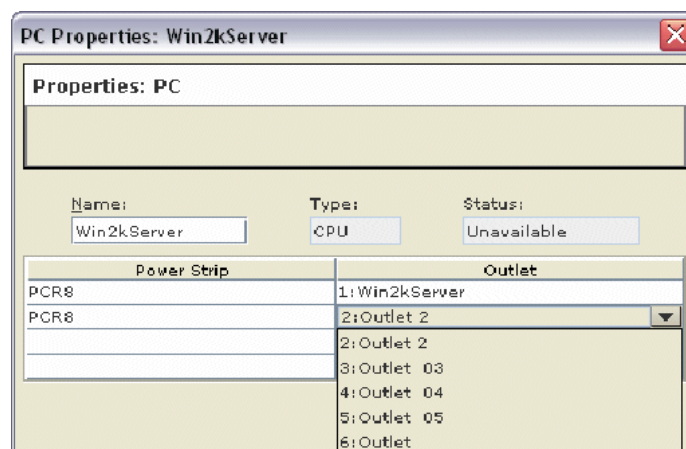 PC Properties: Win2kServer
Properties: PC
Name: Type: Status:
Win2kServer CPU Unavailable
Power Strip Outlet
PCR8 1:Win2kServer
PCR8 2:Outlet 2
2:Outlet 2
3:Outlet 03
4:Outlet 04
5:Outlet 05
6:Outlet